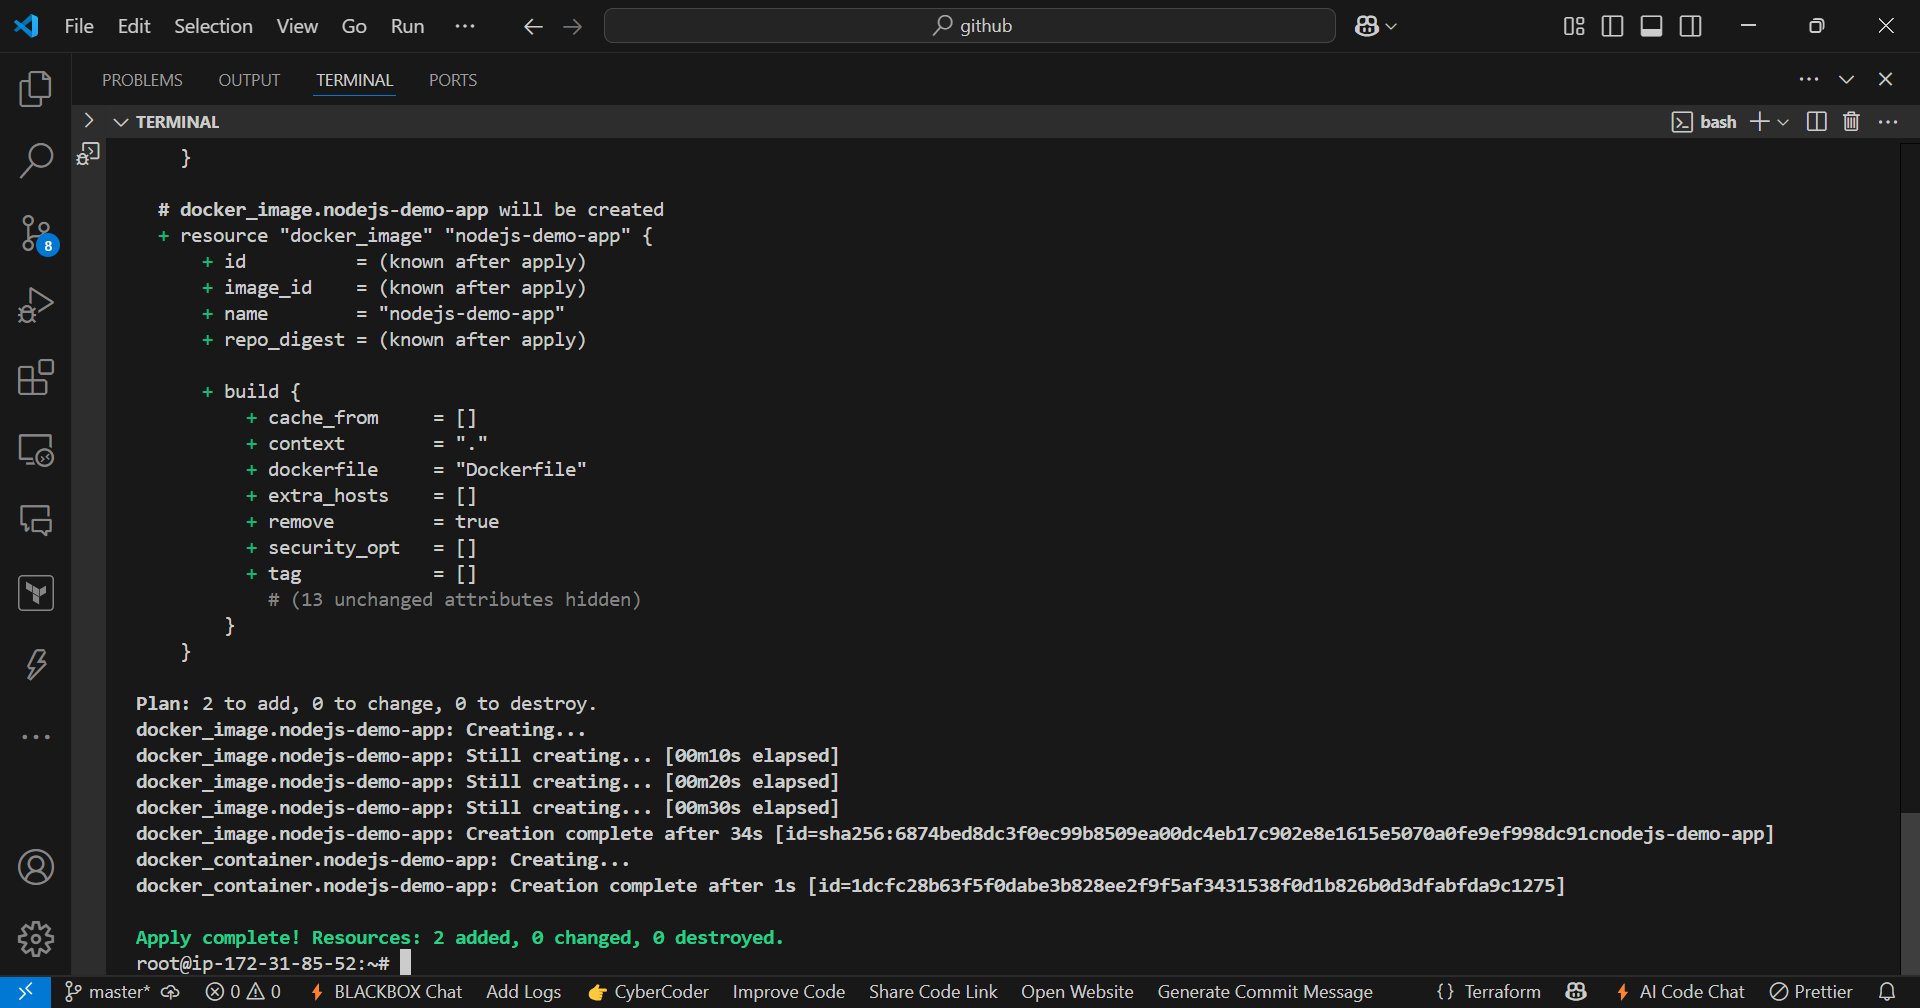 File Edit Selection View Go Run ··· github
PROBLEMS OUTPUT TERMINAL PORTS
TERMINAL
bash
}
# docker_image.nodejs-demo-app will be created
+ resource "docker_image" "nodejs-demo-app" {
+ id = (known after apply)
+ image_id = (known after apply)
+ name = "nodejs-demo-app"
+ repo_digest = (known after apply)
+ build {
+ cache_from = []
+ context = "."
+ dockerfile = "Dockerfile"
+ extra_hosts = []
+ remove = true
+ security_opt = []
+ tag = []
# (13 unchanged attributes hidden)
}
}
Plan: 2 to add, 0 to change, 0 to destroy.
docker_image.nodejs-demo-app: Creating...
docker_image.nodejs-demo-app: Still creating... [00m10s elapsed]
docker_image.nodejs-demo-app: Still creating... [00m20s elapsed]
docker_image.nodejs-demo-app: Still creating... [00m30s elapsed]
docker_image.nodejs-demo-app: Creation complete after 34s [id=sha256:6874bed8dc3f0ec99b8509ea00dc4eb17c902e8e1615e5070a0fe9ef998dc91cnodejs-demo-app]
docker_container.nodejs-demo-app: Creating...
docker_container.nodejs-demo-app: Creation complete after 1s [id=1dcfc28b63f5f0dabe3b828ee2f9f5af3431538f0d1b826b0d3dfabfda9c1275]
Apply complete! Resources: 2 added, 0 changed, 0 destroyed.
root@ip-172-31-85-52:~#
8
master* 0 0 BLACKBOX Chat Add Logs CyberCoder Improve Code Share Code Link Open Website Generate Commit Message {} Terraform AI Code Chat Prettier